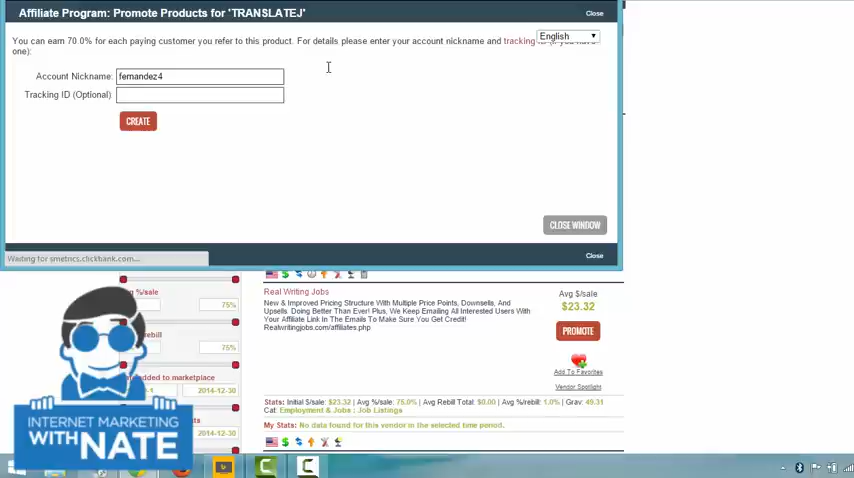 Affiliate Program: Promote Products for 'TRANSLATEJ'
Close
You can earn 70.0% for each paying customer you refer to this product. For details please enter your account nickname and tracking
one):
English
Account Nickname: fernandez4
Tracking ID (Optional):
CREATE
CLOSE WINDOW
Close
Waiting for smetrics.clickbank.com...
%/sale
75%
rebill
75%
added to marketplace
2014-12-30
2014-12-30
Real Writing Jobs
New & Improved Pricing Structure With Multiple Price Points, Downsells, And
Upsells. Doing Better Than Ever! Plus, We Keep Emailing All Interested Users With
Your Affiliate Link In The Emails To Make Sure You Get Credit!
Realwritingjobs.com/affiliates.php
Avg $/sale
$23.32
PROMOTE
Add To Favorites
Vendor Spotlight
Stats: Initial $/sale: $23.32 | Avg %/sale: 75.0% | Avg Rebill Total: $0.00 | Avg %/rebill: 1.0% | Grav: 49.31
Cat: Employment & Jobs : Job Listings
My Stats: No data found for this vendor in the selected time period.
INTERNET MARKETING
WITH NATE